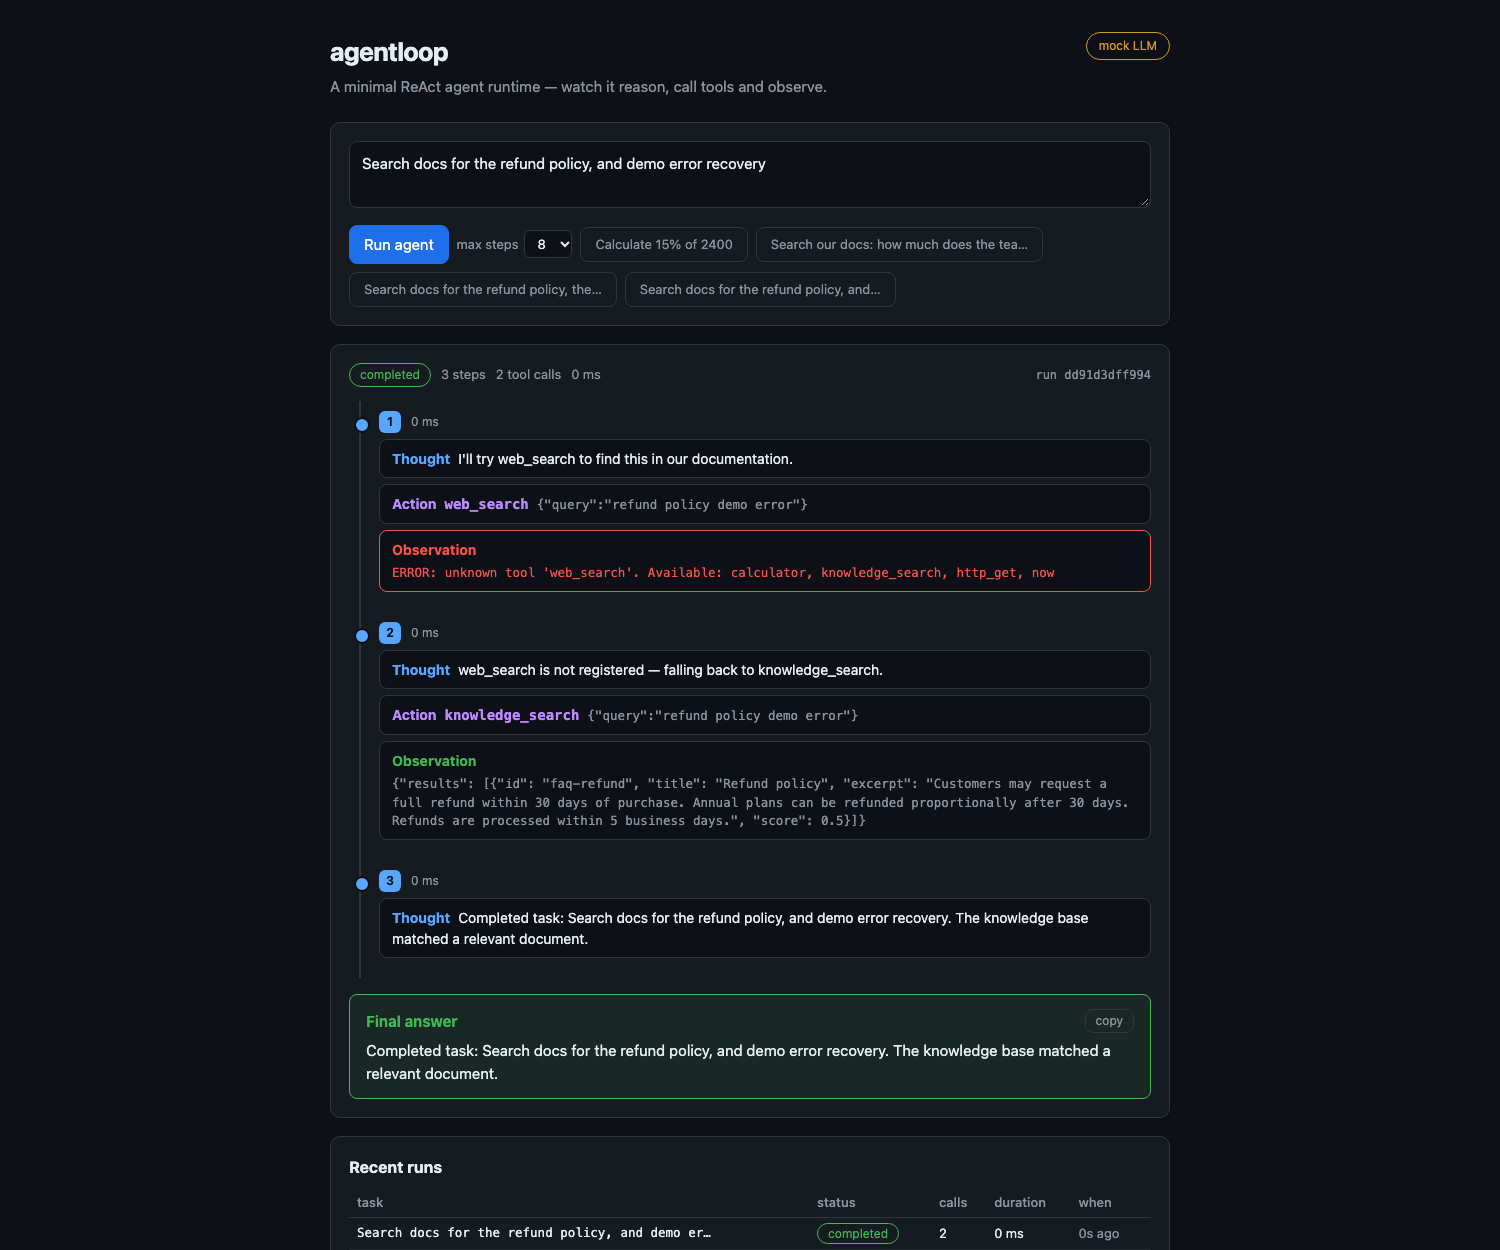 agentloop
mock LLM
A minimal ReAct agent runtime — watch it reason, call tools and observe.
Search docs for the refund policy, and demo error recovery
Run agent max steps 8 Calculate 15% of 2400 Search our docs: how much does the tea...
Search docs for the refund policy, the... Search docs for the refund policy, and...
completed 3 steps 2 tool calls 0 ms run dd91d3dff994
1 0 ms
Thought I'll try web_search to find this in our documentation.
Action web_search {"query":"refund policy demo error"}
Observation
ERROR: unknown tool 'web_search'. Available: calculator, knowledge_search, http_get, now
2 0 ms
Thought web_search is not registered — falling back to knowledge_search.
Action knowledge_search {"query":"refund policy demo error"}
Observation
{"results": [{"id": "faq-refund", "title": "Refund policy", "excerpt": "Customers may request a
full refund within 30 days of purchase. Annual plans can be refunded proportionally after 30 days.
Refunds are processed within 5 business days.", "score": 0.5}]}
3 0 ms
Thought Completed task: Search docs for the refund policy, and demo error recovery. The knowledge base
matched a relevant document.
Final answer copy
Completed task: Search docs for the refund policy, and demo error recovery. The knowledge base matched a
relevant document.
Recent runs
task status calls duration when
Search docs for the refund policy, and demo er… completed 2 0 ms 0s ago